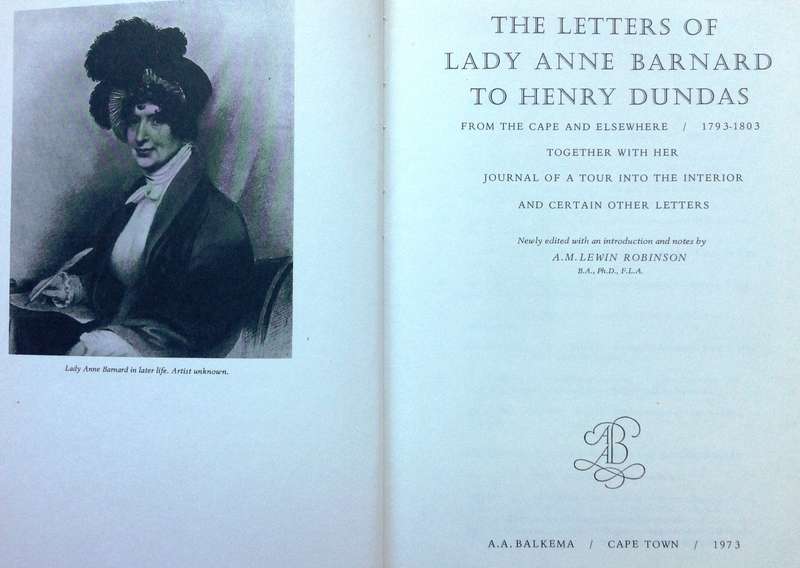 Lady Anne Barnard in later life. Artist unknown.
THE LETTERS OF
LADY ANNE BARNARD
TO HENRY DUNDAS
FROM THE CAPE AND ELSEWHERE / 1793-1803
TOGETHER WITH HER
JOURNAL OF A TOUR INTO THE INTERIOR
AND CERTAIN OTHER LETTERS
Newly edited with an introduction and notes by
A.M. LEWIN ROBINSON
B.A., Ph.D., F.L.A.
AAB
A.A. BALKEMA / CAPE TOWN / 1973